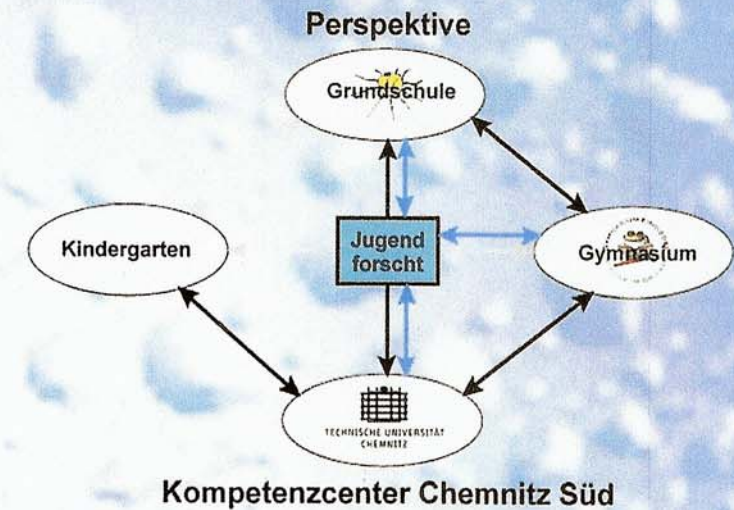 Perspektive
Grundschule
Kindergarten
Jugend
forscht
Gymnasium
TECHNISCHE UNIVERSITÄT
CHEMNITZ
Kompetenzcenter Chemnitz Süd